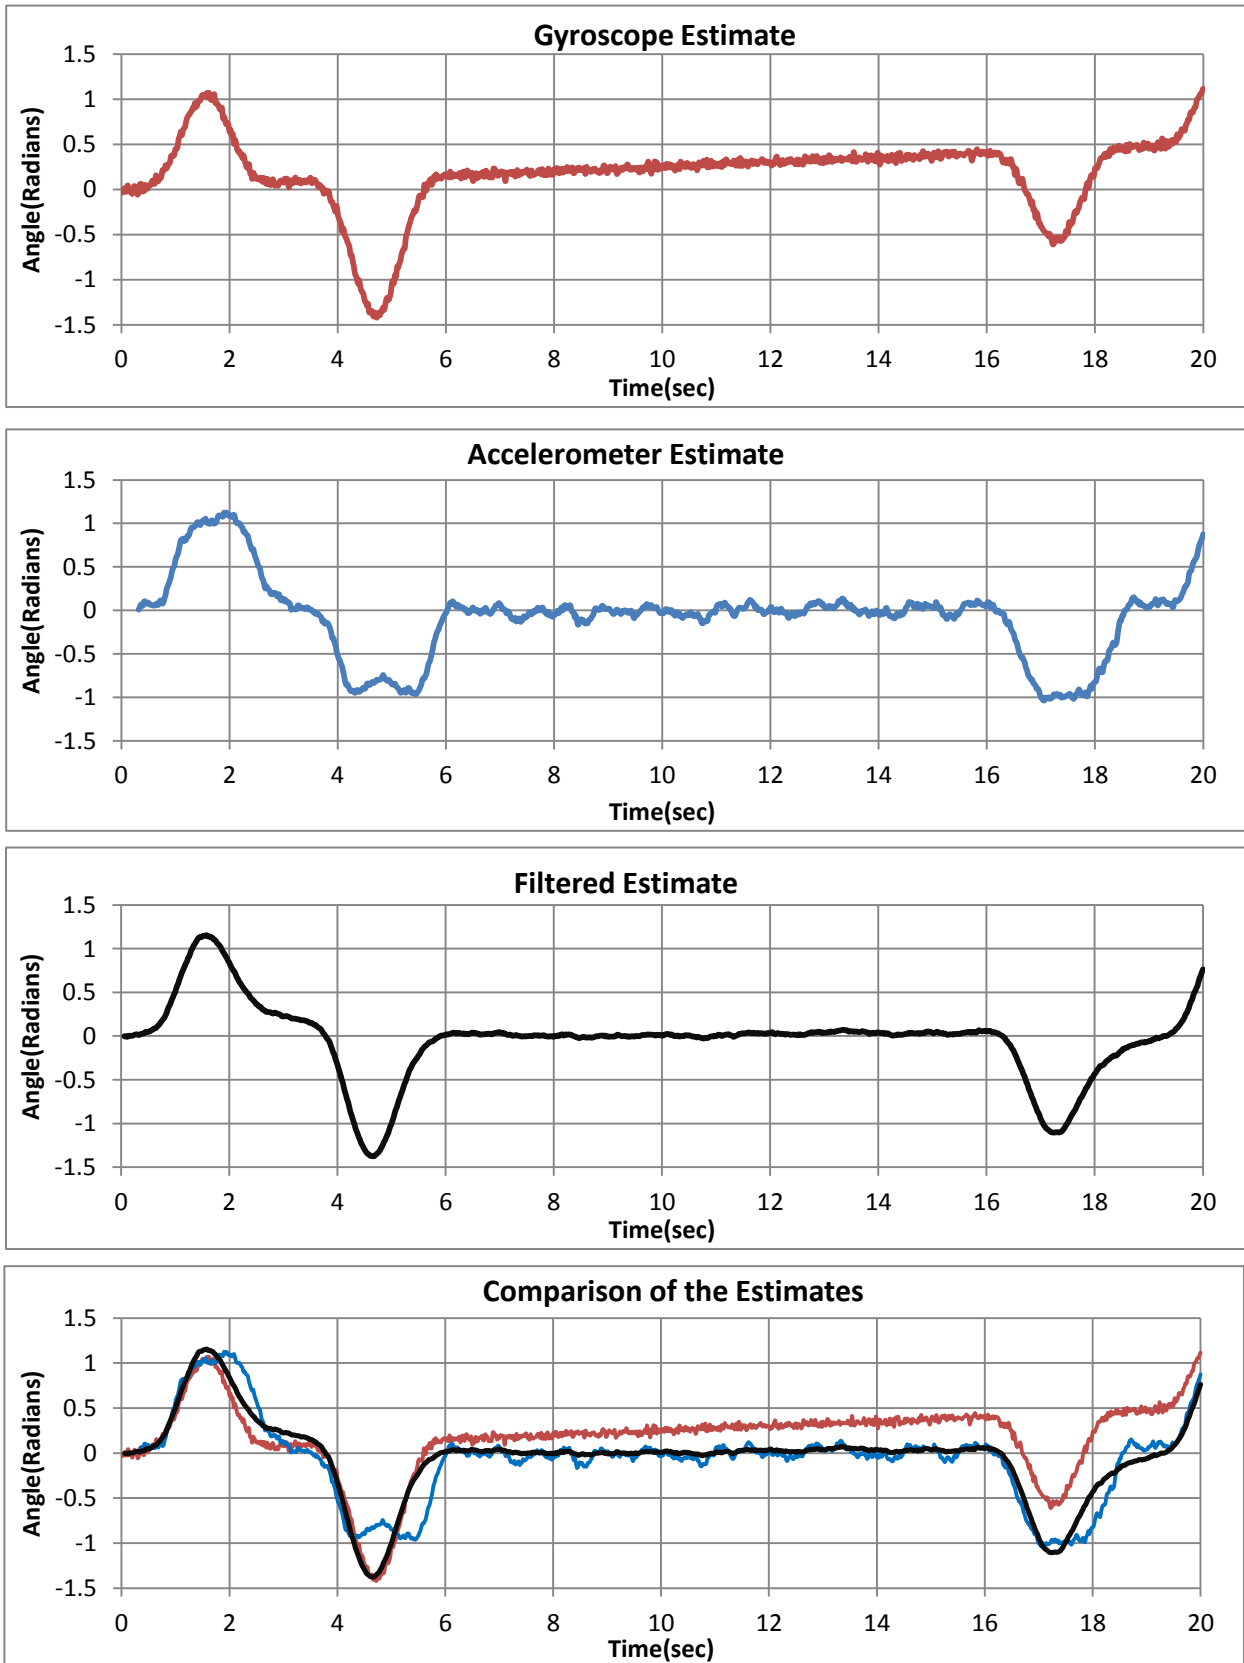 Gyroscope Estimate
1.5
1
0.5
0
-0.5
-1
-1.5
Angle(Radians)
0 2 4 6 8 10 12 14 16 18 20
Time(sec)
Accelerometer Estimate
1.5
1
0.5
0
-0.5
-1
-1.5
Angle(Radians)
0 2 4 6 8 10 12 14 16 18 20
Time(sec)
Filtered Estimate
1.5
1
0.5
0
-0.5
-1
-1.5
Angle(Radians)
0 2 4 6 8 10 12 14 16 18 20
Time(sec)
Comparison of the Estimates
1.5
1
0.5
0
-0.5
-1
-1.5
Angle(Radians)
0 2 4 6 8 10 12 14 16 18 20
Time(sec)